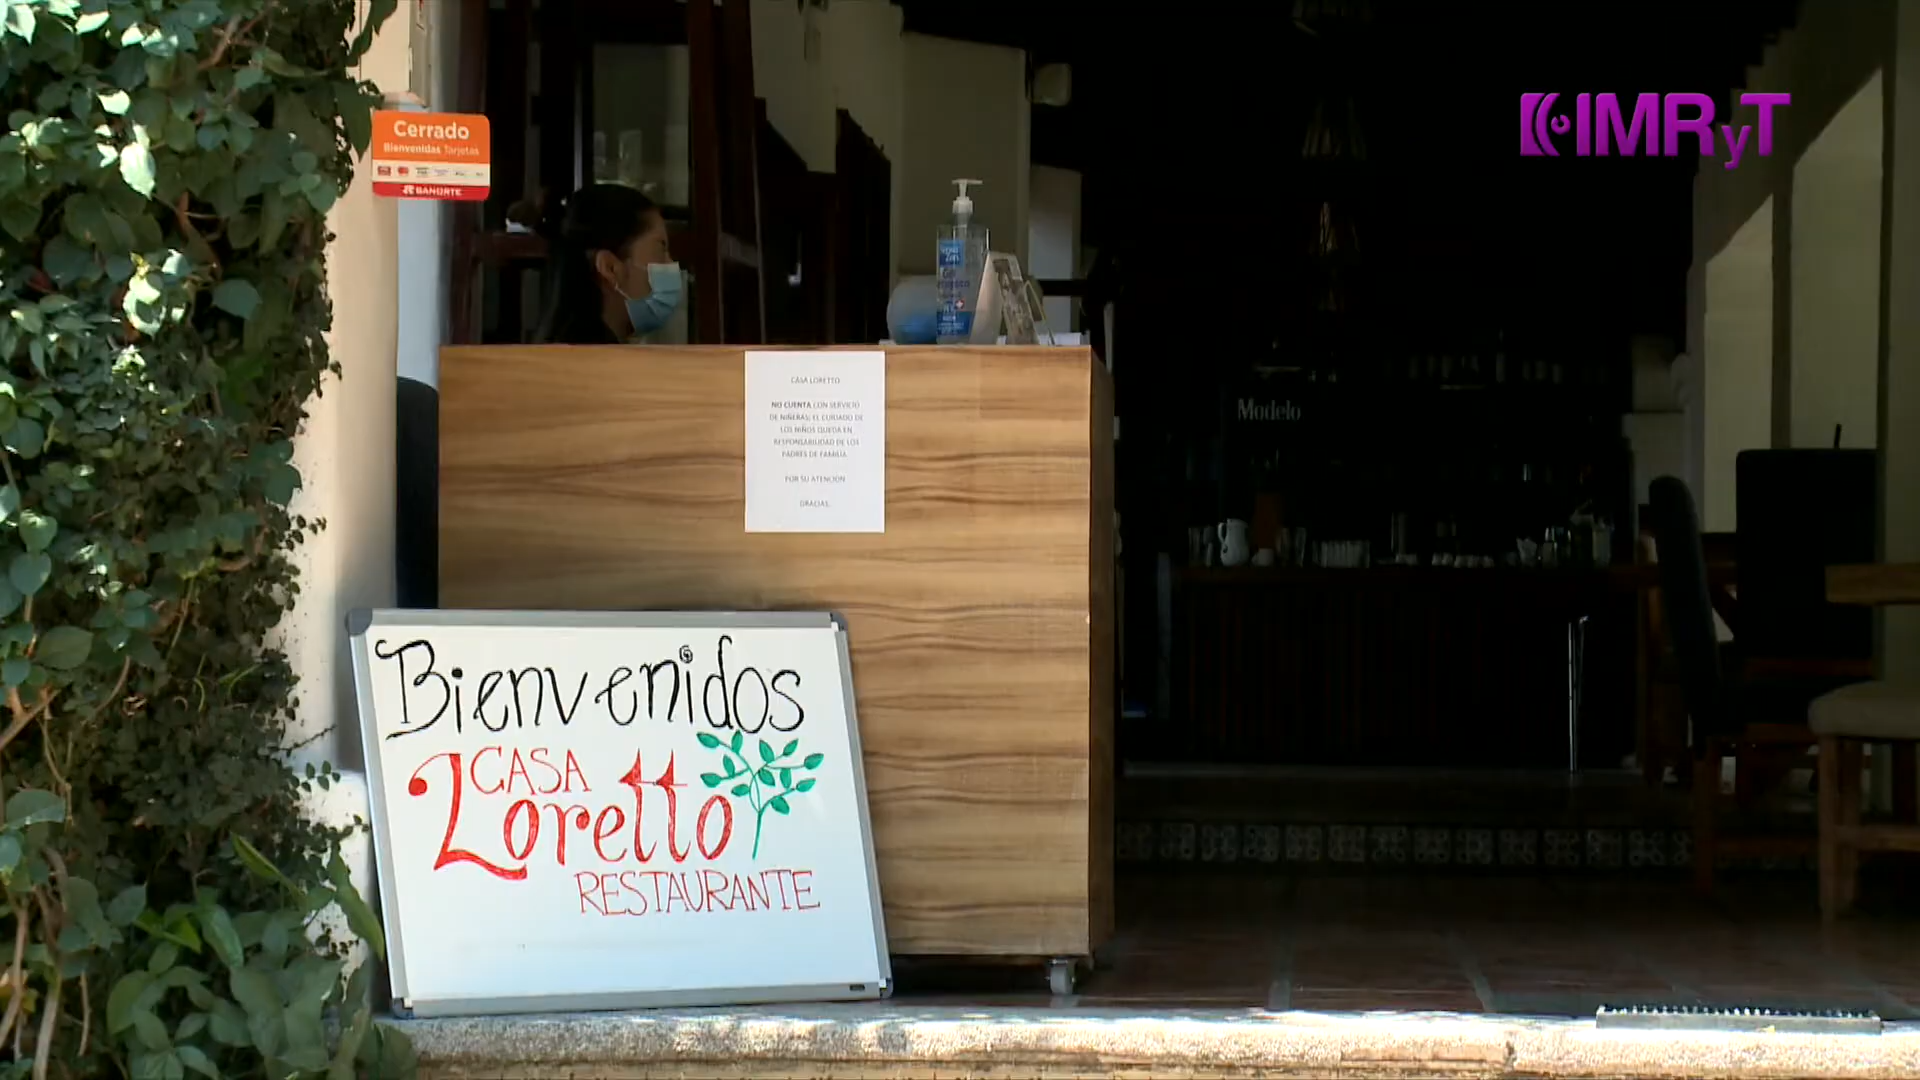 IMRyT
Cerrado
Bienvenidas Tarjetas
BANORTE
CASA LORETTO
NO CUENTA CON SERVICIO
DE NIÑERAS; EL CUIDADO DE
LOS NIÑOS QUEDA EN
RESPONSABILIDAD DE LOS
PADRES DE FAMILIA.
POR SU ATENCION
GRACIAS.
Modelo
Bienvenidos
CASA
Loretto
RESTAURANTE